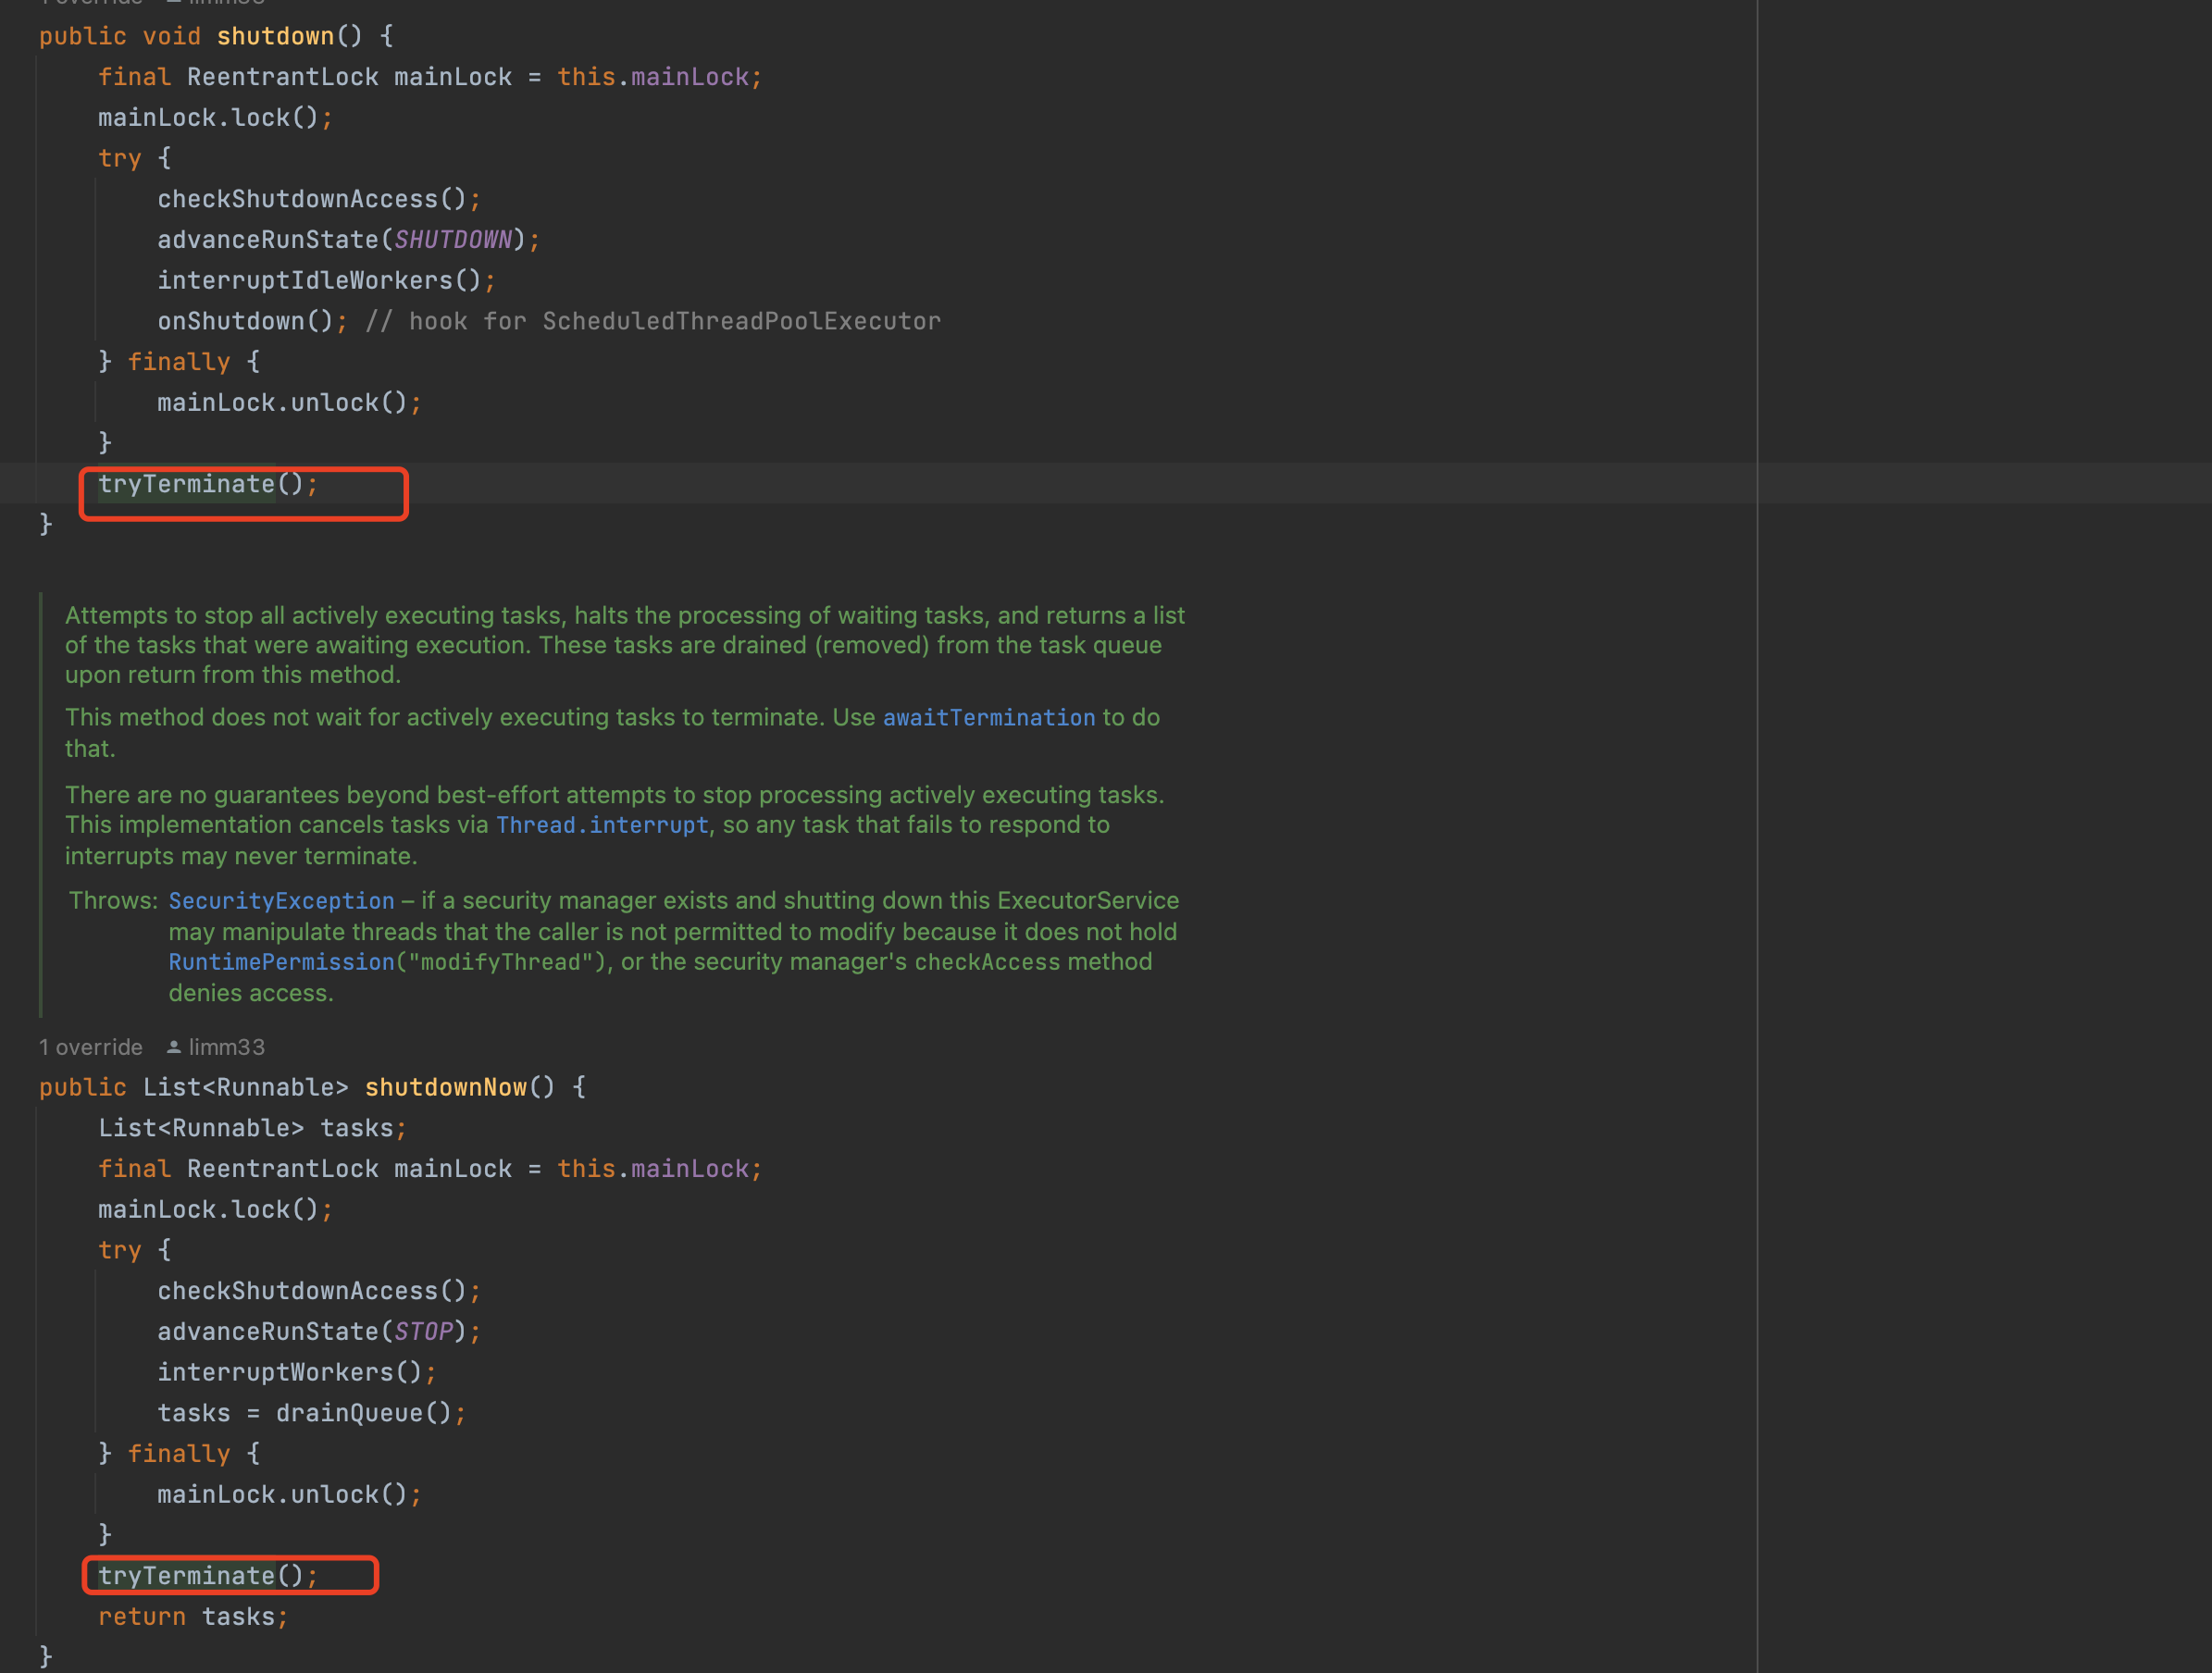 1 override limm33
public void shutdown() {
final ReentrantLock mainLock = this.mainLock;
mainLock.lock();
try {
checkShutdownAccess();
advanceRunState(SHUTDOWN);
interruptIdleWorkers();
onShutdown(); // hook for ScheduledThreadPoolExecutor
} finally {
mainLock.unlock();
}
tryTerminate();
}
Attempts to stop all actively executing tasks, halts the processing of waiting tasks, and returns a list
of the tasks that were awaiting execution. These tasks are drained (removed) from the task queue
upon return from this method.
This method does not wait for actively executing tasks to terminate. Use awaitTermination to do
that.
There are no guarantees beyond best-effort attempts to stop processing actively executing tasks.
This implementation cancels tasks via Thread.interrupt, so any task that fails to respond to
interrupts may never terminate.
Throws: SecurityException – if a security manager exists and shutting down this ExecutorService
may manipulate threads that the caller is not permitted to modify because it does not hold
RuntimePermission("modifyThread"), or the security manager's checkAccess method
denies access.
1 override limm33
public List<Runnable> shutdownNow() {
List<Runnable> tasks;
final ReentrantLock mainLock = this.mainLock;
mainLock.lock();
try {
checkShutdownAccess();
advanceRunState(STOP);
interruptWorkers();
tasks = drainQueue();
} finally {
mainLock.unlock();
}
tryTerminate();
return tasks;
}